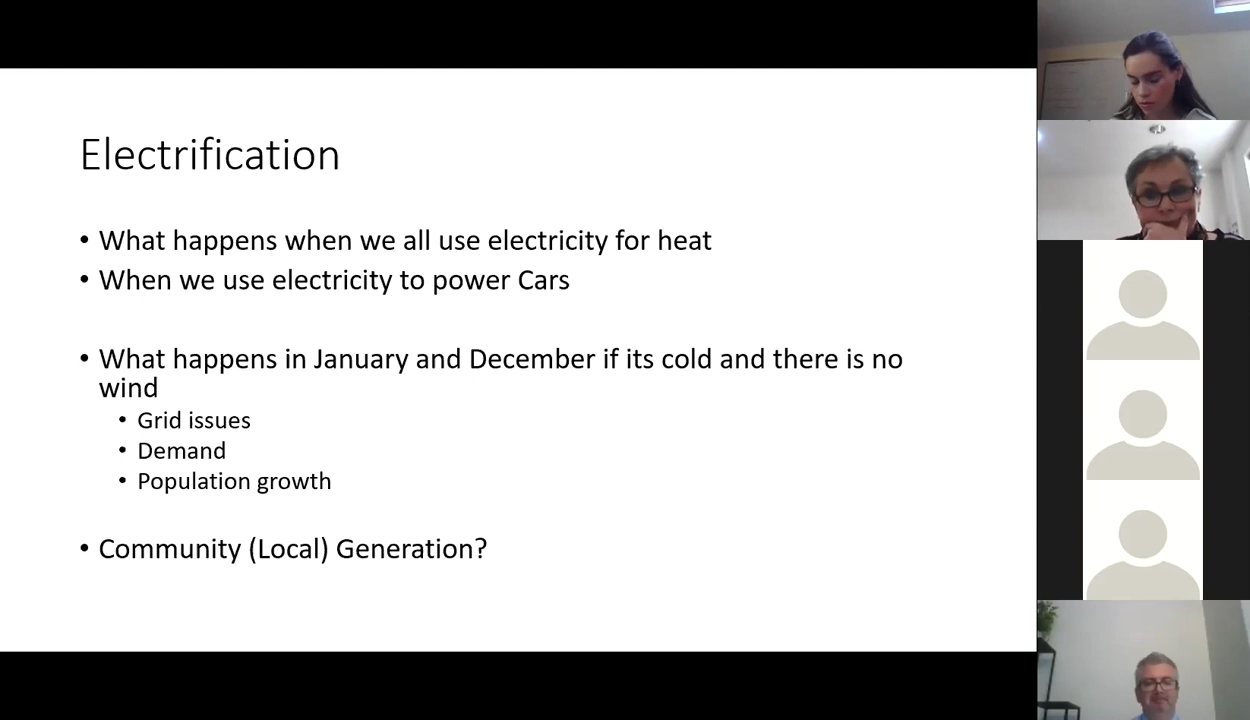 Electrification
• What happens when we all use electricity for heat
• When we use electricity to power Cars
• What happens in January and December if its cold and there is no
wind
• Grid issues
• Demand
• Population growth
• Community (Local) Generation?